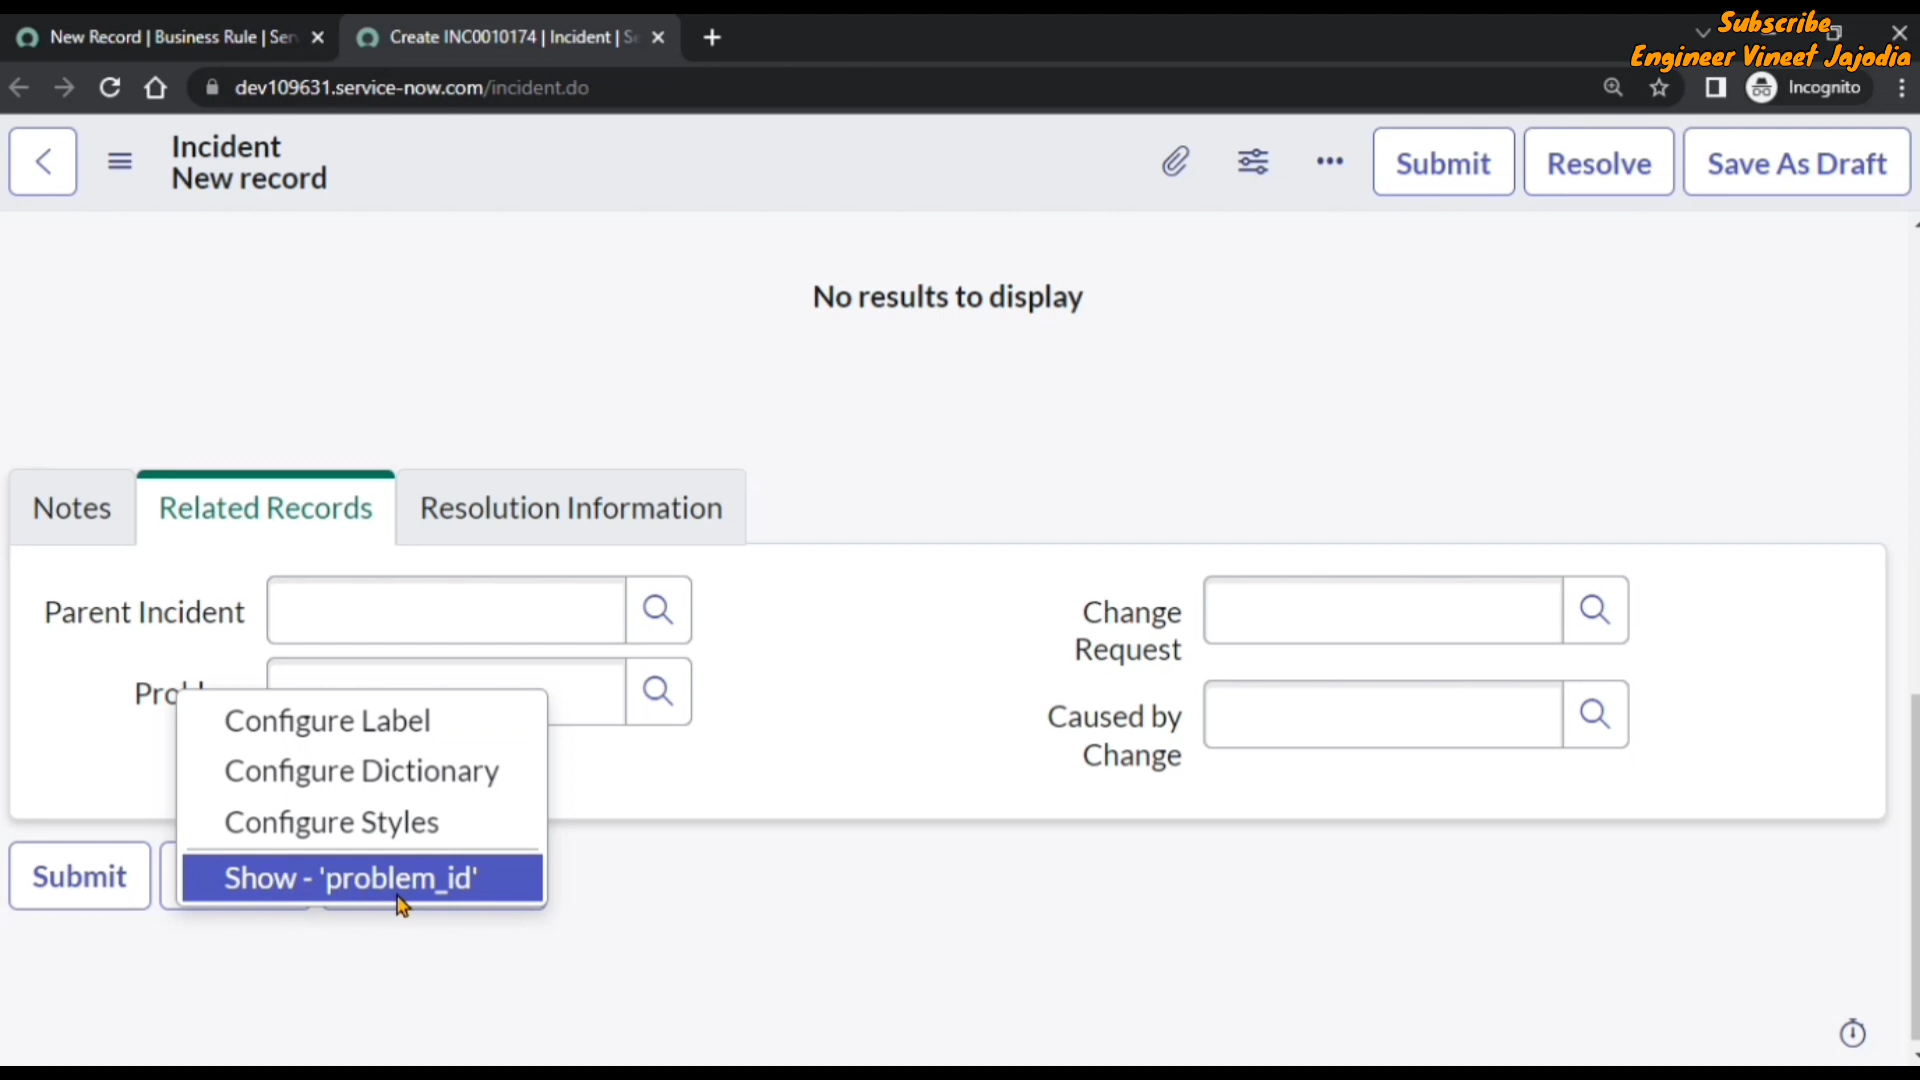 New Record | Business Rule | Ser
Create INC0010174 | Incident | S
Subscribe
Engineer Vineet Jajodia
dev109631.service-now.com/incident.do
Incognito
Incident
New record
Submit
Resolve
Save As Draft
No results to display
Notes
Related Records
Resolution Information
Parent Incident
Change
Request
Caused by
Change
Configure Label
Configure Dictionary
Configure Styles
Show - 'problem_id'
Submit